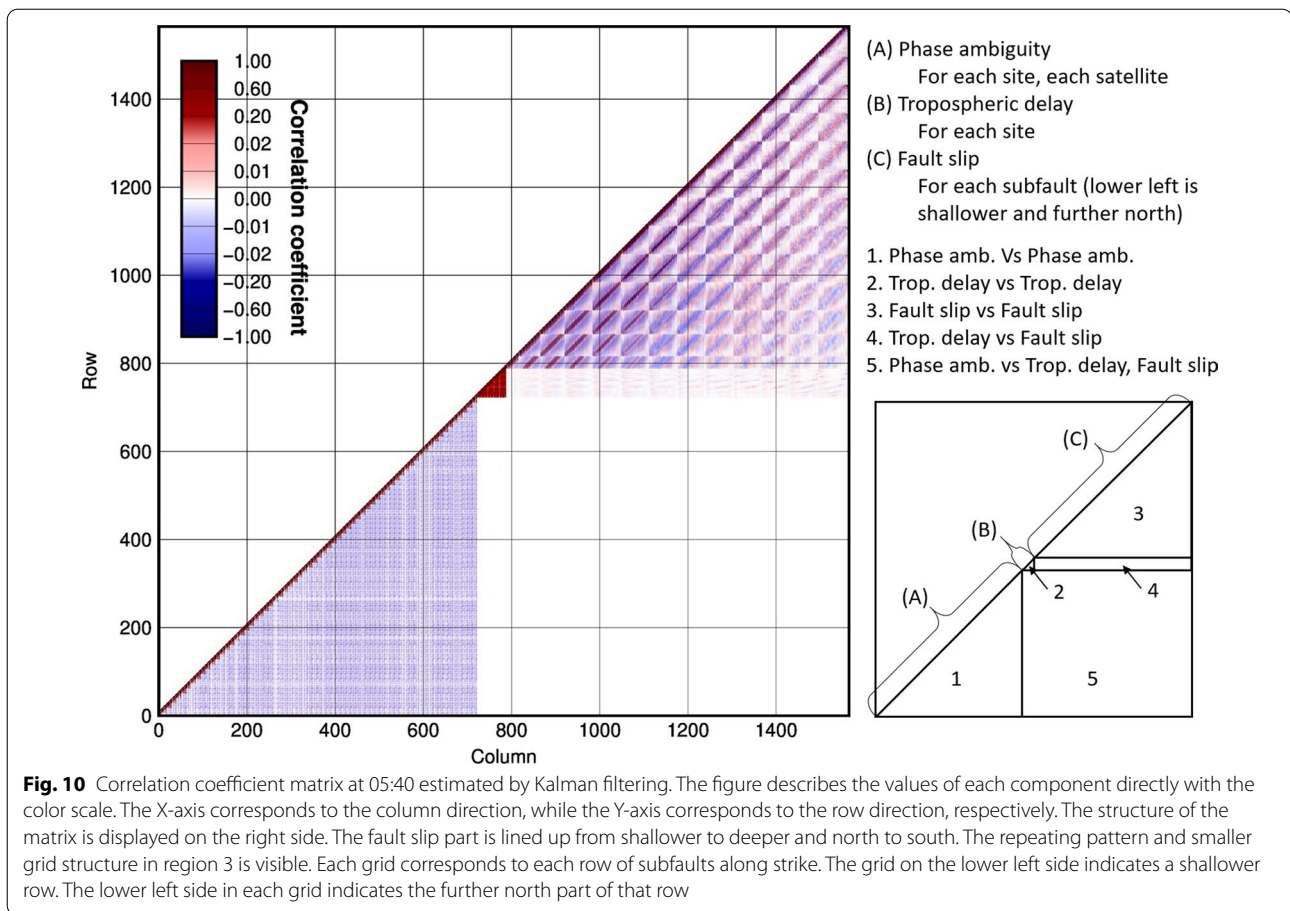 1.00
0.60
0.20
0.02
0.01
0.00
−0.01
−0.02
−0.20
−0.60
−1.00
Correlation coefficient
1400
1200
1000
800
600
400
200
0
Row
0 200 400 600 800 1000 1200 1400
Column
(A) Phase ambiguity
For each site, each satellite
(B) Tropospheric delay
For each site
(C) Fault slip
For each subfault (lower left is
shallower and further north)
1. Phase amb. Vs Phase amb.
2. Trop. delay vs Trop. delay
3. Fault slip vs Fault slip
4. Trop. delay vs Fault slip
5. Phase amb. vs Trop. delay, Fault slip
(C)
3
(B)
2
4
(A)
1
5
Fig. 10 Correlation coefficient matrix at 05:40 estimated by Kalman filtering. The figure describes the values of each component directly with the
color scale. The X-axis corresponds to the column direction, while the Y-axis corresponds to the row direction, respectively. The structure of the
matrix is displayed on the right side. The fault slip part is lined up from shallower to deeper and north to south. The repeating pattern and smaller
grid structure in region 3 is visible. Each grid corresponds to each row of subfaults along strike. The grid on the lower left side indicates a shallower
row. The lower left side in each grid indicates the further north part of that row